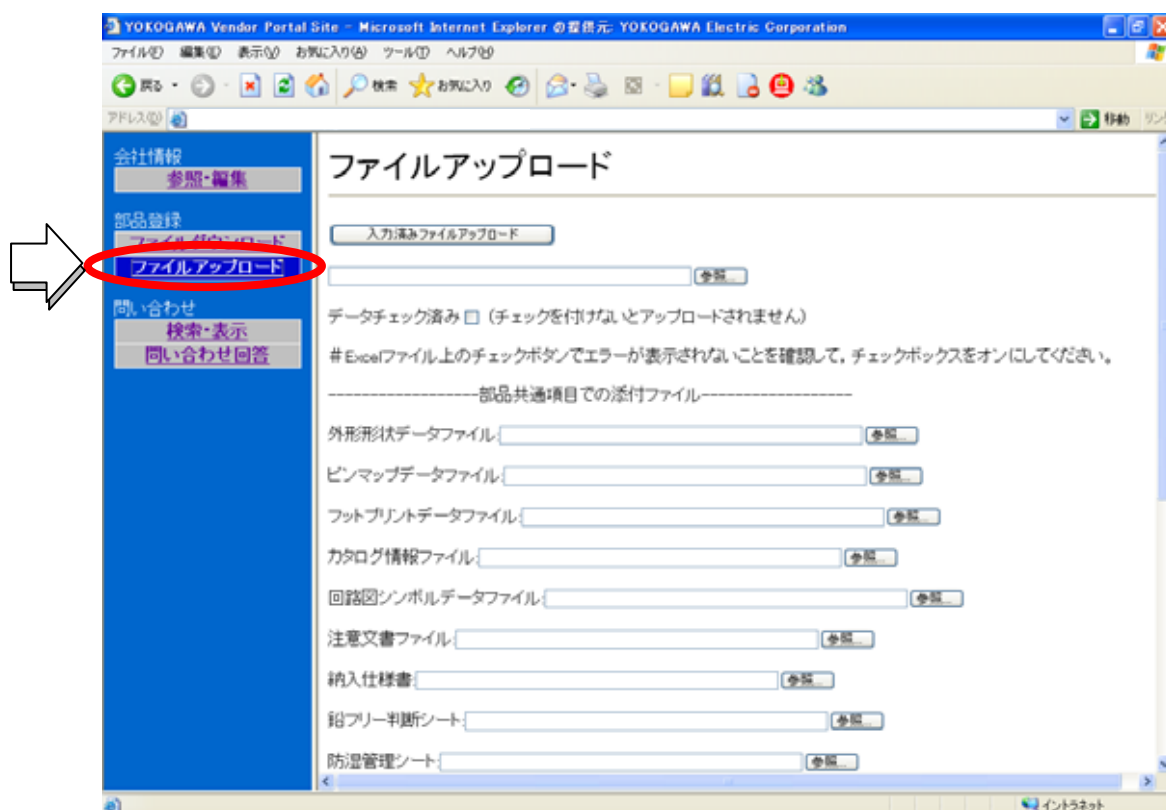 YOKOGAWA Vendor Portal Site - Microsoft Internet Explorer の提供元: YOKOGAWA Electric Corporation
ファイル(F) 編集(E) 表示(V) お気に入り(A) ツール(T) ヘルプ(H)
戻る 検索 お気に入り
アドレス(D) 移動 リンク
会社情報
参照・編集
部品登録
ファイルダウンロード
ファイルアップロード
問い合わせ
検索・表示
問い合わせ回答
ファイルアップロード
入力済みファイルアップロード
参照...
データチェック済み (チェックを付けないとアップロードされません)
#Excelファイル上のチェックボタンでエラーが表示されないことを確認して，チェックボックスをオンにしてください。
------------------部品共通項目での添付ファイル------------------
外形形状データファイル: 参照...
ピンマップデータファイル: 参照...
フットプリントデータファイル: 参照...
カタログ情報ファイル: 参照...
回路図シンボルデータファイル: 参照...
注意文書ファイル: 参照...
納入仕様書: 参照...
鉛フリー判断シート: 参照...
防湿管理シート: 参照...
イントラネット